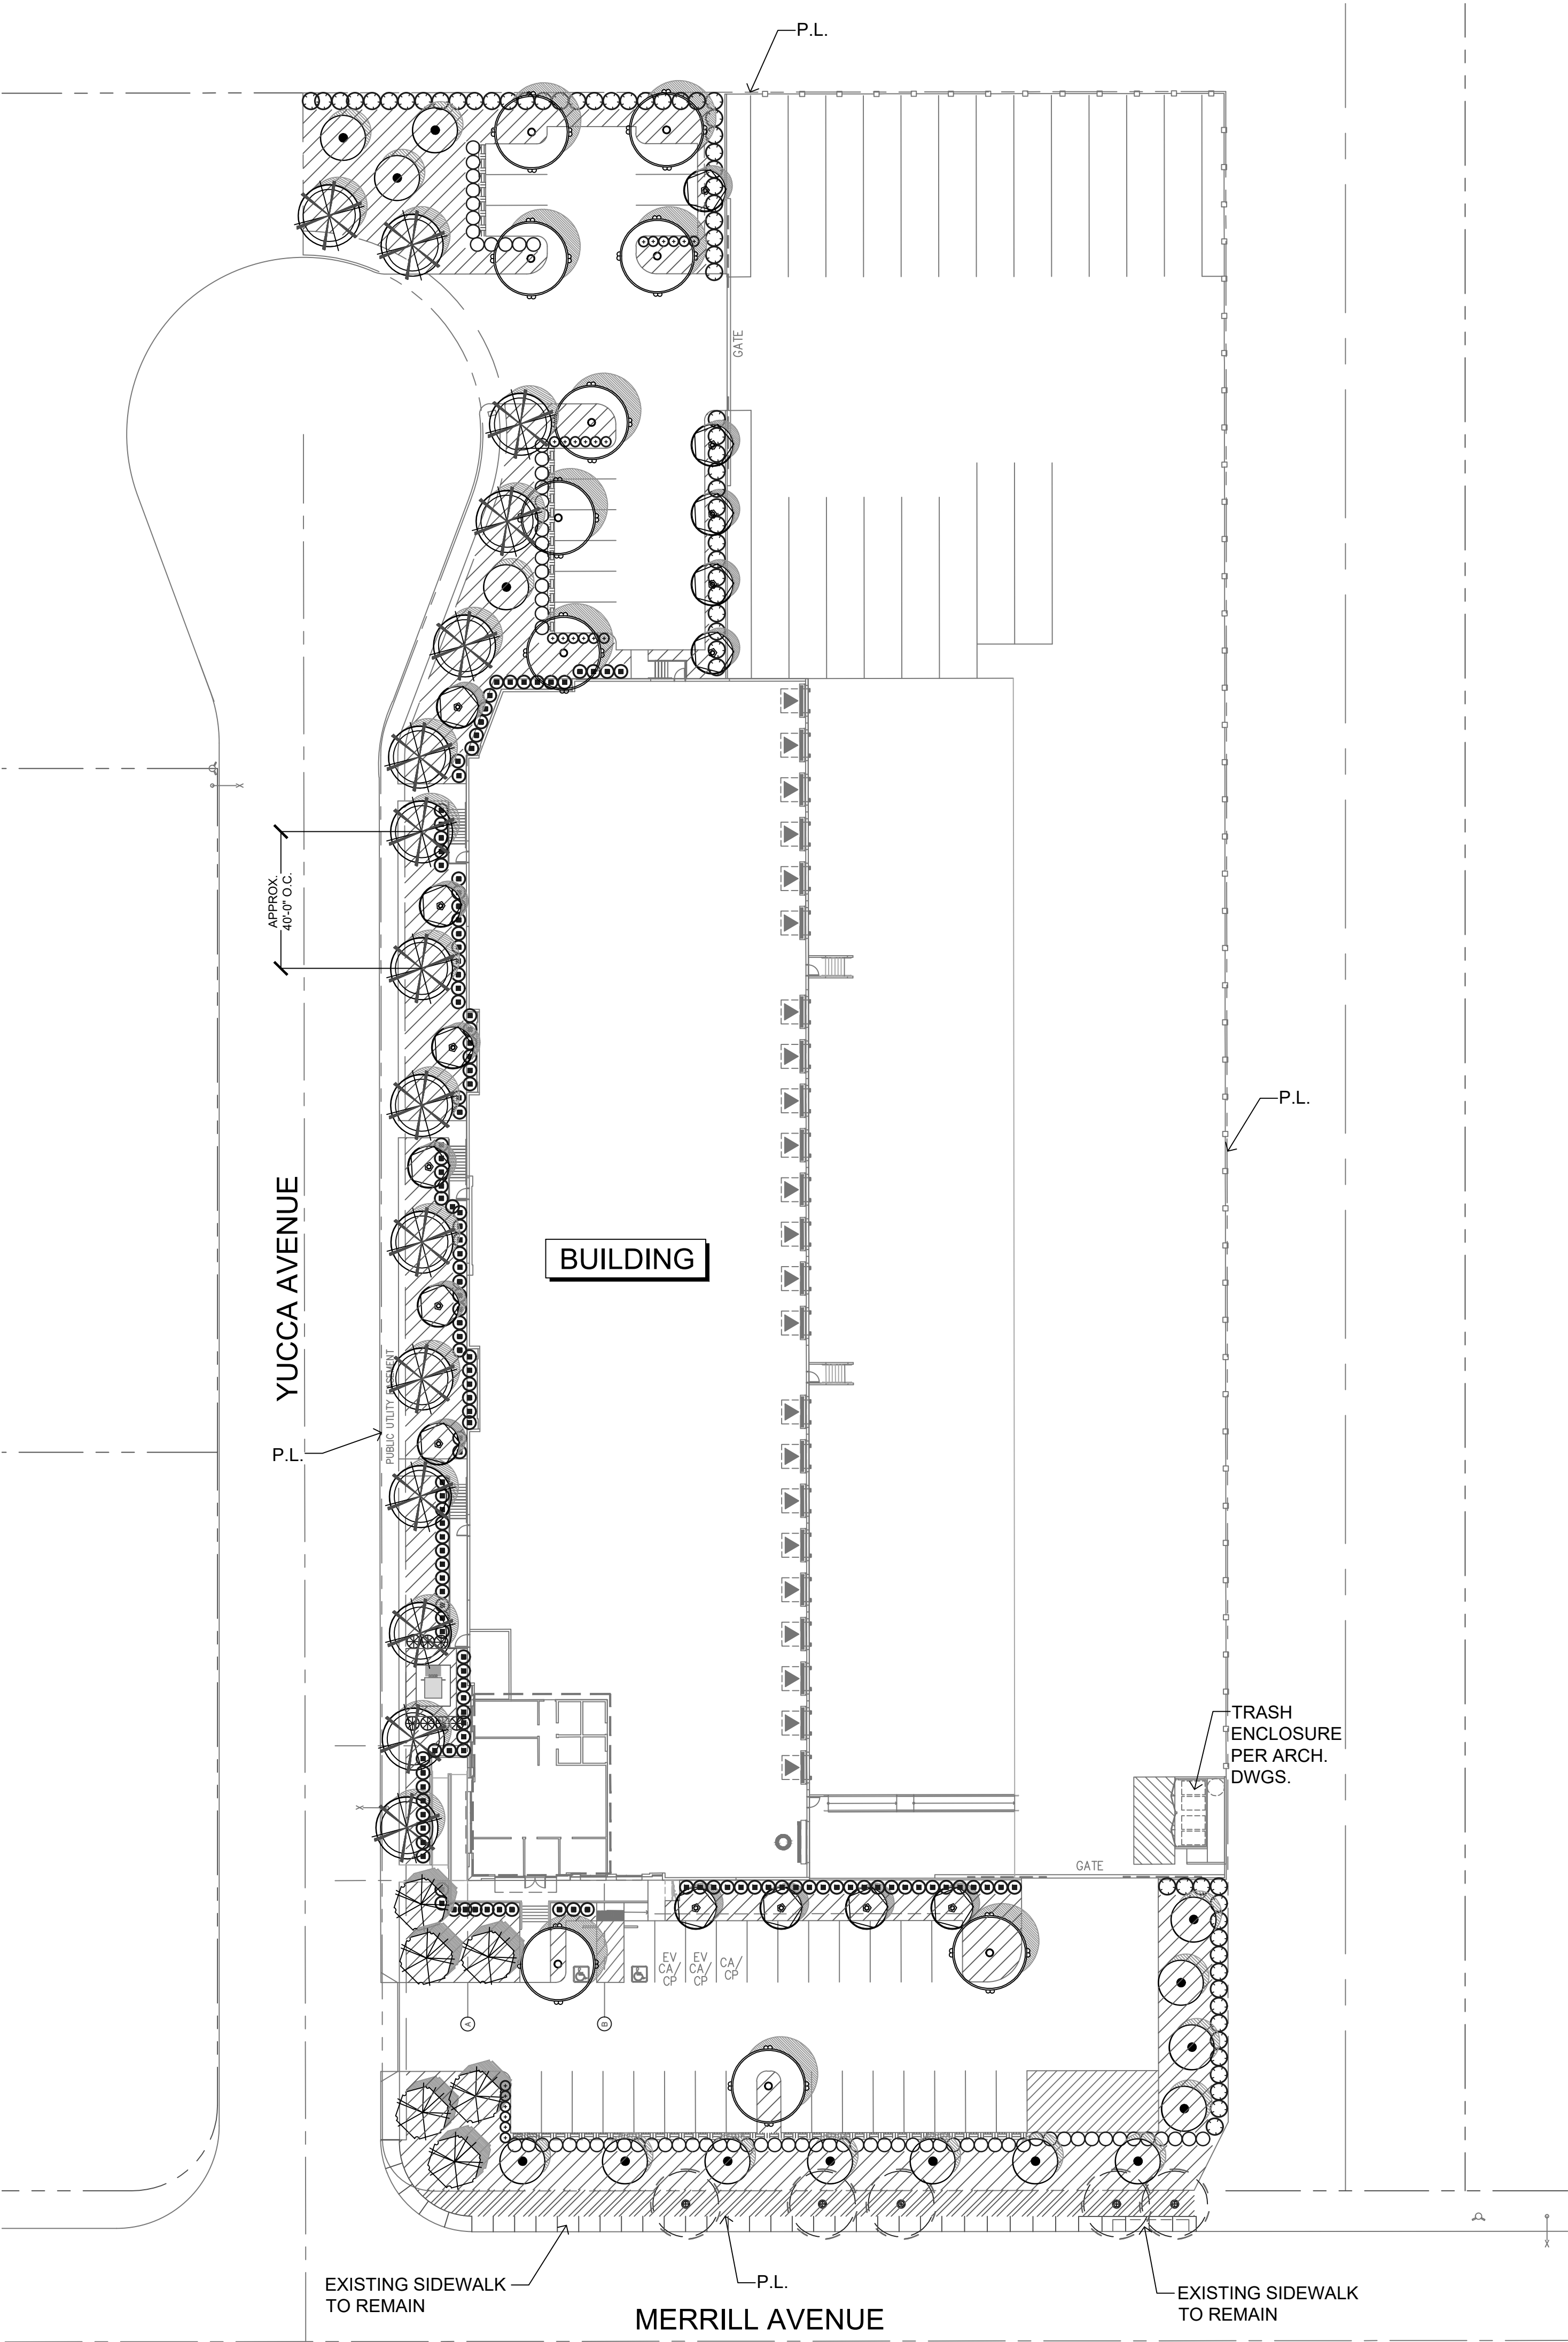 P.L.
GATE
APPROX.
40'-0" O.C.
P.L.
YUCCA AVENUE
BUILDING
PUBLIC UTILITY EASEMENT
P.L.
TRASH
ENCLOSURE
PER ARCH.
DWGS.
GATE
EV
CA/
CP
EV
CA/
CP
CA/
CP
A
B
EXISTING SIDEWALK
TO REMAIN
P.L.
EXISTING SIDEWALK
TO REMAIN
MERRILL AVENUE